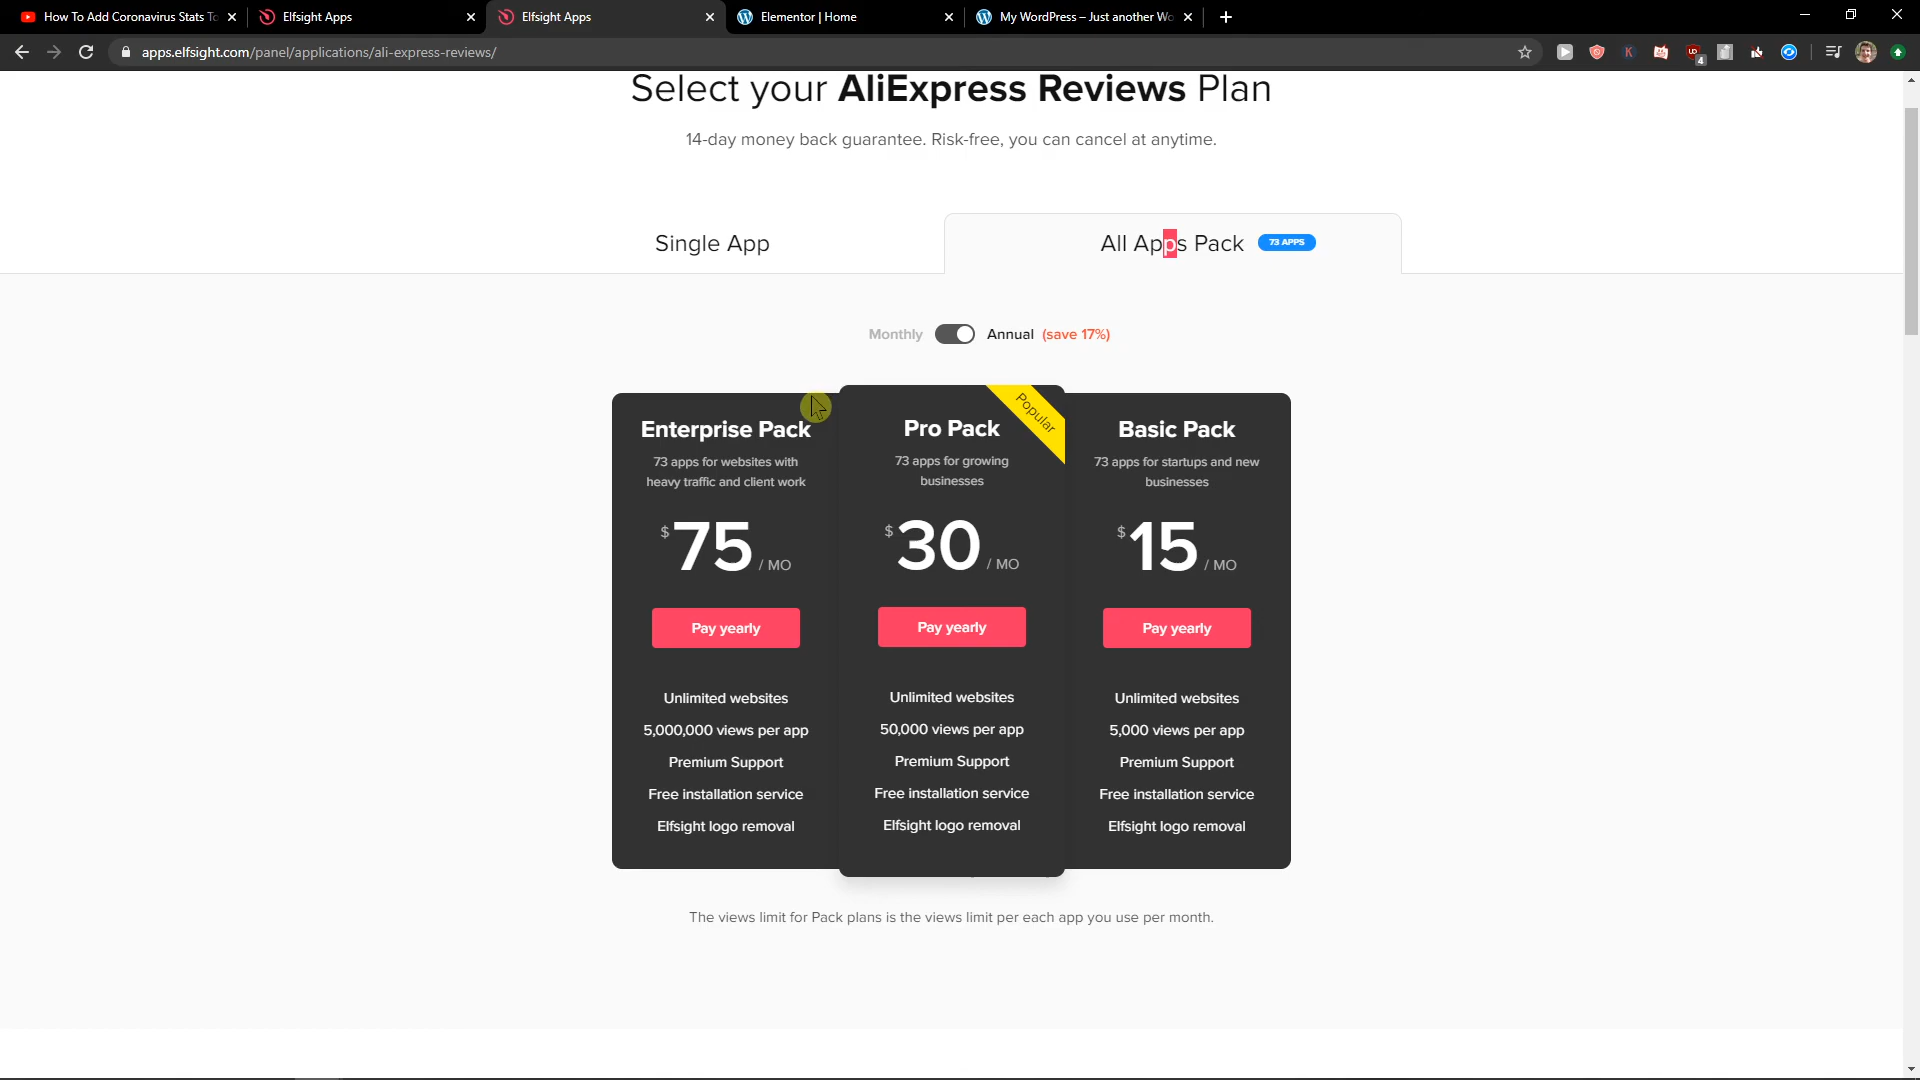 How To Add Coronavirus Stats To
Elfsight Apps
Elfsight Apps
Elementor | Home
My WordPress – Just another Wo
apps.elfsight.com/panel/applications/ali-express-reviews/
4
Select your AliExpress Reviews Plan
14-day money back guarantee. Risk-free, you can cancel at anytime.
Single App
All Apps Pack 73 APPS
Monthly Annual (save 17%)
Enterprise Pack
73 apps for websites with
heavy traffic and client work
$75 / MO
Pay yearly
Unlimited websites
5,000,000 views per app
Premium Support
Free installation service
Elfsight logo removal
Popular
Pro Pack
73 apps for growing
businesses
$30 / MO
Pay yearly
Unlimited websites
50,000 views per app
Premium Support
Free installation service
Elfsight logo removal
Basic Pack
73 apps for startups and new
businesses
$15 / MO
Pay yearly
Unlimited websites
5,000 views per app
Premium Support
Free installation service
Elfsight logo removal
The views limit for Pack plans is the views limit per each app you use per month.